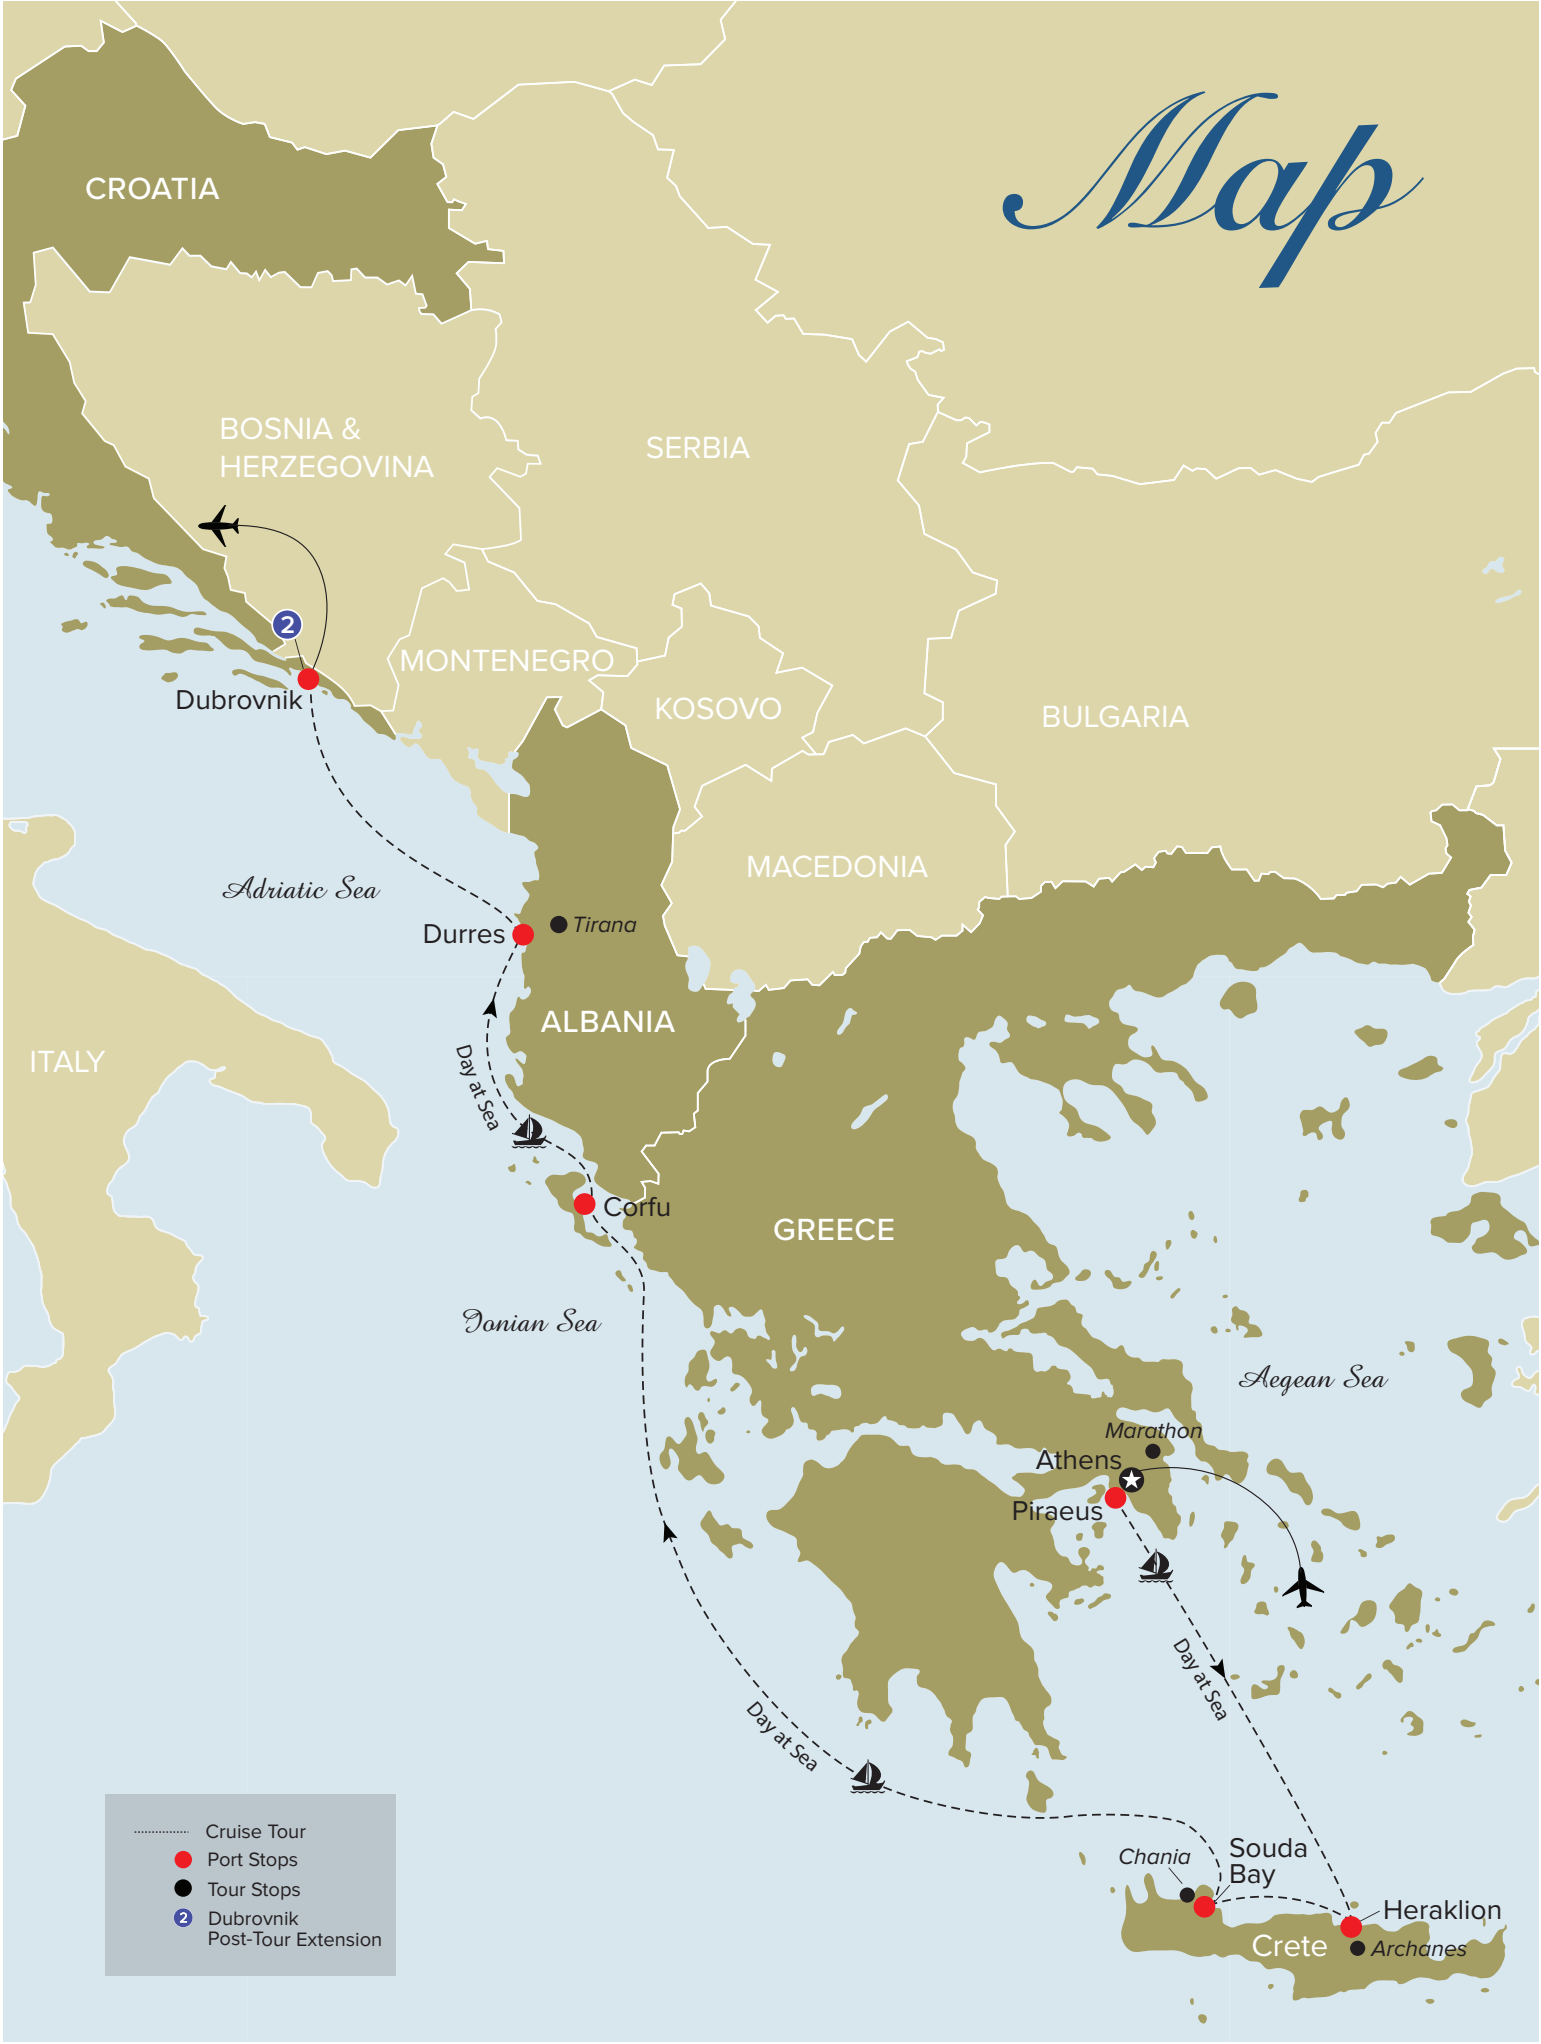 Map
CROATIA
BOSNIA &
HERZEGOVINA
SERBIA
2
MONTENEGRO
Dubrovnik
KOSOVO
BULGARIA
MACEDONIA
Adriatic Sea
Durres
Tirana
ALBANIA
ITALY
Day at Sea
Corfu
GREECE
Ionian Sea
Aegean Sea
Marathon
Athens
Piraeus
Day at Sea
Day at Sea
Cruise Tour
Port Stops
Tour Stops
2 Dubrovnik
Post-Tour Extension
Chania
Souda
Bay
Heraklion
Crete
Archanes